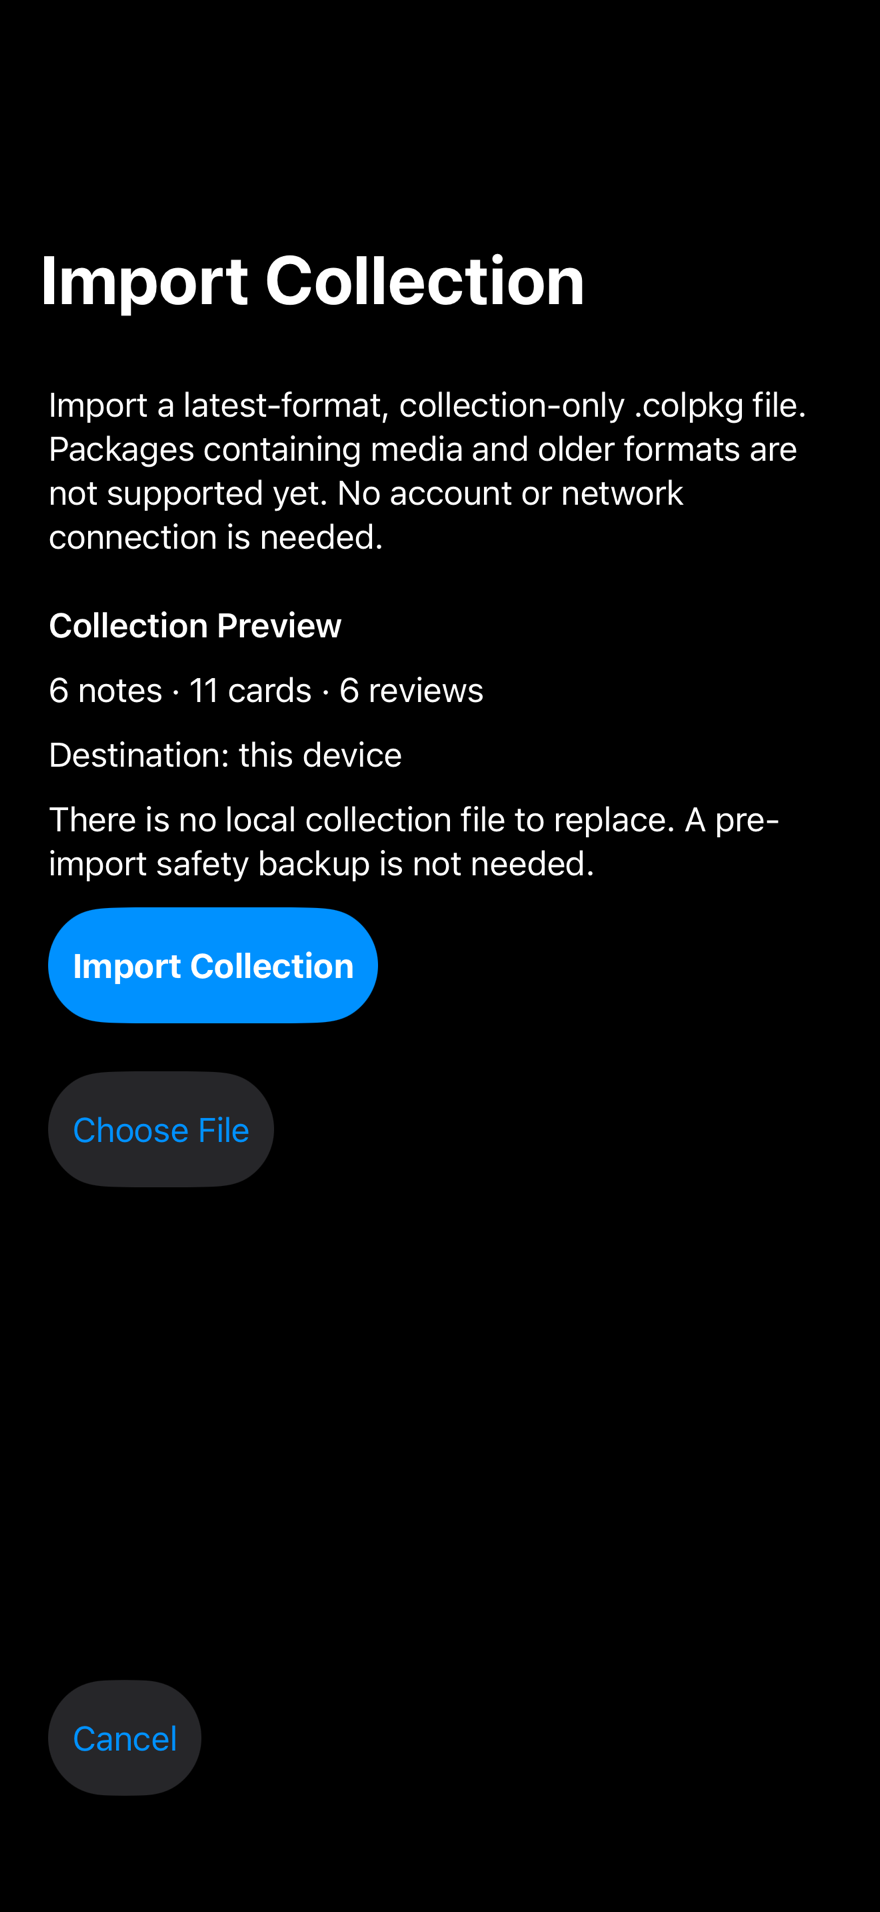 Import Collection
Import a latest-format, collection-only .colpkg file.
Packages containing media and older formats are
not supported yet. No account or network
connection is needed.
Collection Preview
6 notes · 11 cards · 6 reviews
Destination: this device
There is no local collection file to replace. A pre-
import safety backup is not needed.
Import Collection
Choose File
Cancel